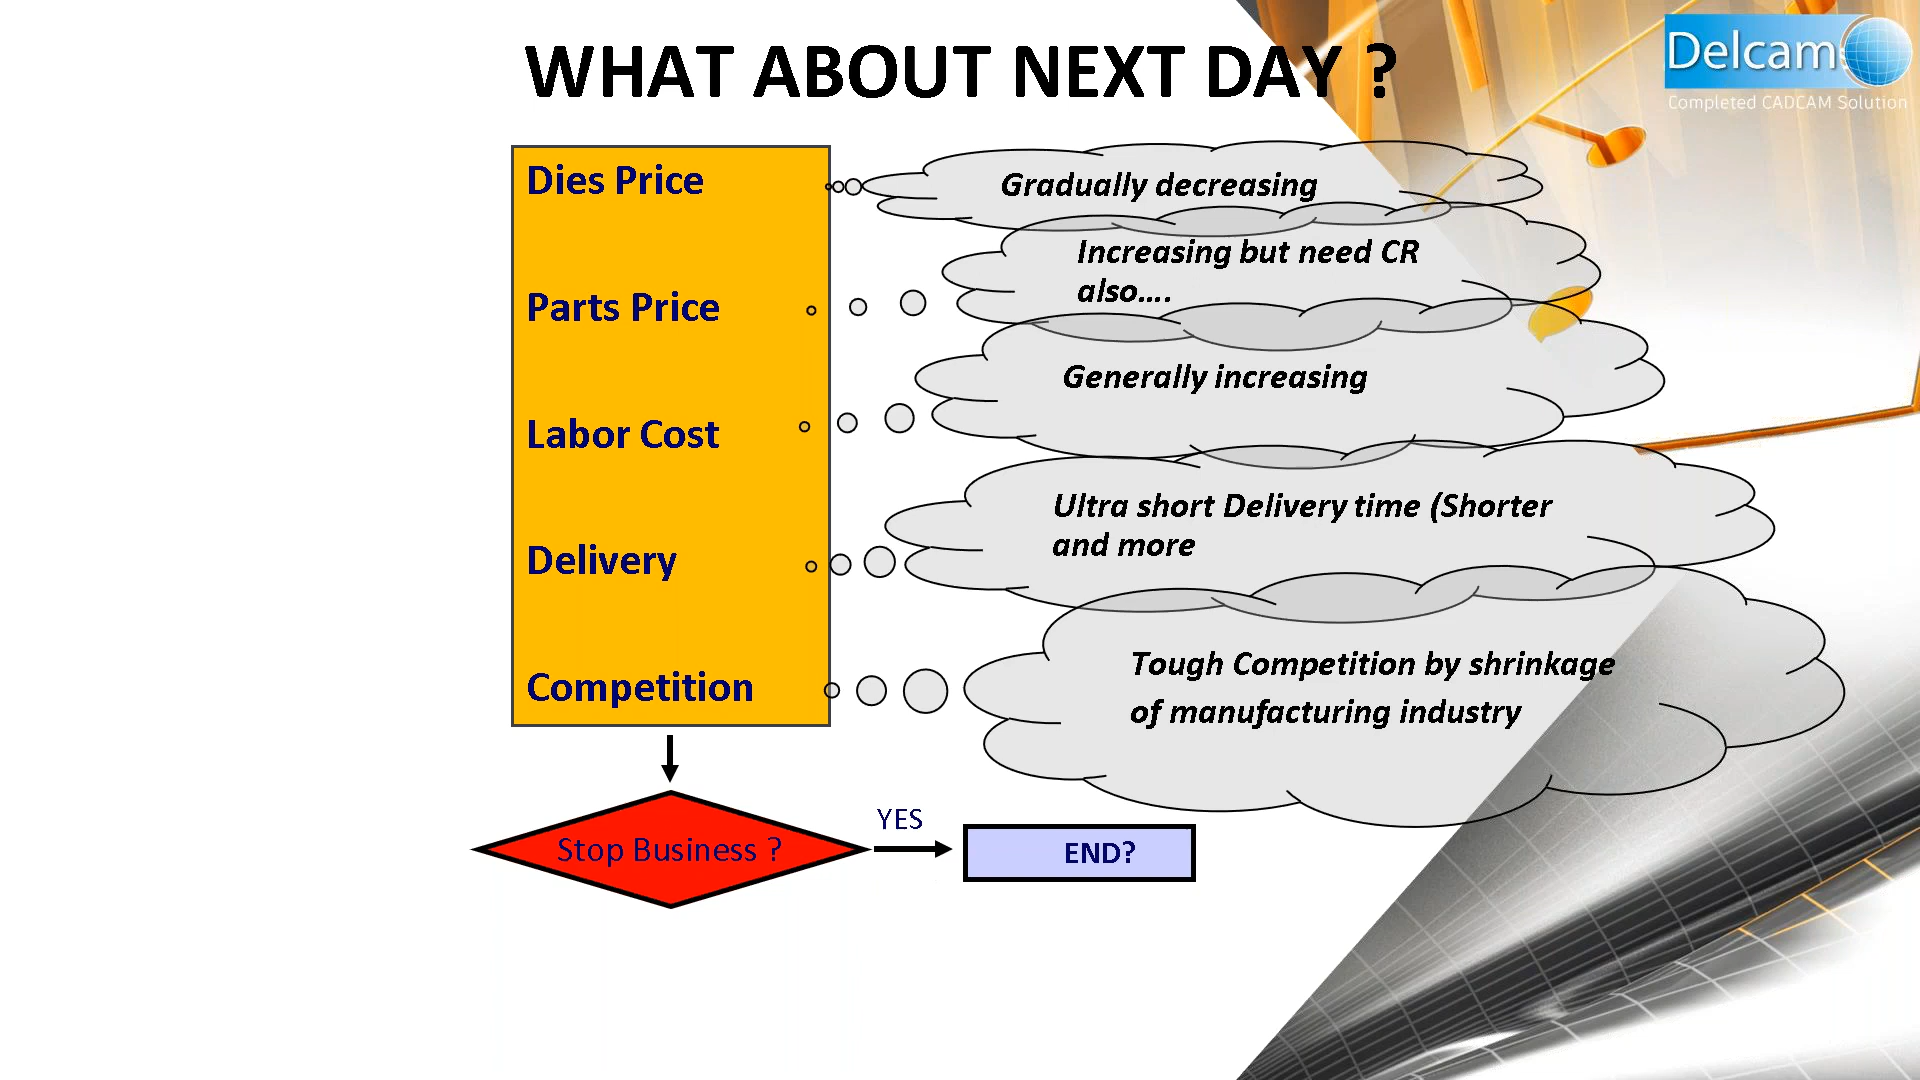 WHAT ABOUT NEXT DAY ?
Delcam
Completed CADCAM Solution
Dies Price
Gradually decreasing
Parts Price
Increasing but need CR
also....
Labor Cost
Generally increasing
Delivery
Ultra short Delivery time (Shorter
and more
Competition
Tough Competition by shrinkage
of manufacturing industry
Stop Business ?
YES
END?